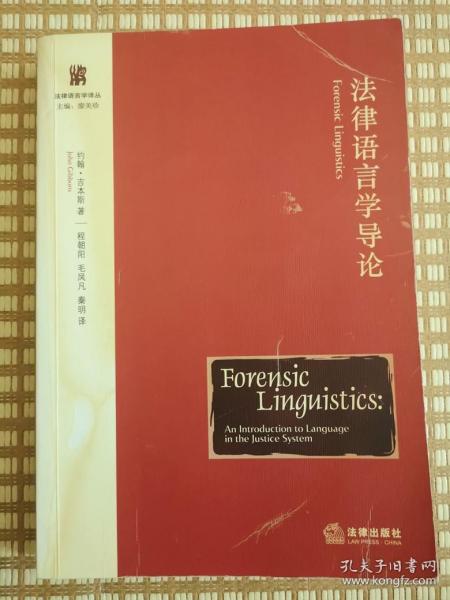 法律语言学译丛
主编：廖美珍
约翰·吉本斯 著 — 程朝阳 毛凤凡 秦明 译
John Gibbons
法律语言学导论
Forensic Linguistics
Forensic
Linguistics:
An Introduction to Language
in the Justice System
法律出版社
LAW PRESS·CHINA
孔夫子旧书网
www.kongfz.com